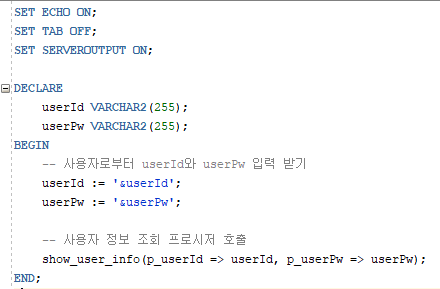 SET ECHO ON;
SET TAB OFF;
SET SERVEROUTPUT ON;
DECLARE
userId VARCHAR2(255);
userPw VARCHAR2(255);
BEGIN
-- 사용자로부터 userId와 userPw 입력 받기
userId := '&userId';
userPw := '&userPw';
-- 사용자 정보 조회 프로시저 호출
show_user_info(p_userId => userId, p_userPw => userPw);
END;